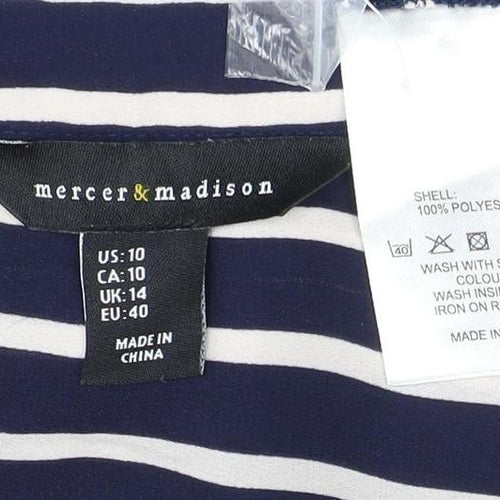 mercer&madison
US: 10
CA: 10
UK: 14
EU: 40
MADE IN
CHINA
SHELL:
100% POLYES
40
WASH WITH S
COLOU
WASH INSI
IRON ON R
MADE IN